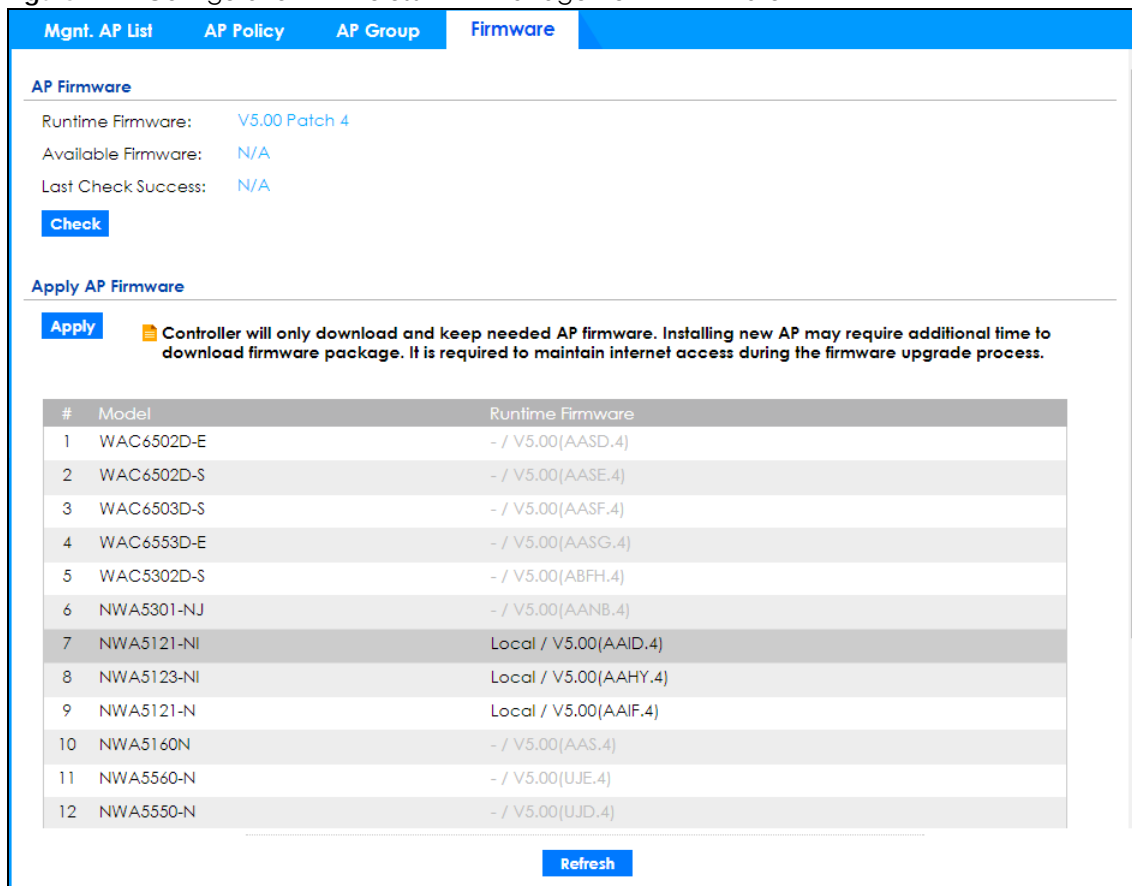 Mgnt. AP List AP Policy AP Group Firmware
AP Firmware
Runtime Firmware: V5.00 Patch 4
Available Firmware: N/A
Last Check Success: N/A
Check
Apply AP Firmware
Apply
Controller will only download and keep needed AP firmware. Installing new AP may require additional time to
download firmware package. It is required to maintain internet access during the firmware upgrade process.
# Model Runtime Firmware
1 WAC6502D-E - / V5.00(AASD.4)
2 WAC6502D-S - / V5.00(AASE.4)
3 WAC6503D-S - / V5.00(AASF.4)
4 WAC6553D-E - / V5.00(AASG.4)
5 WAC5302D-S - / V5.00(ABFH.4)
6 NWA5301-NJ - / V5.00(AANB.4)
7 NWA5121-NI Local / V5.00(AAID.4)
8 NWA5123-NI Local / V5.00(AAHY.4)
9 NWA5121-N Local / V5.00(AAIF.4)
10 NWA5160N - / V5.00(AAS.4)
11 NWA5560-N - / V5.00(UJE.4)
12 NWA5550-N - / V5.00(UJD.4)
Refresh